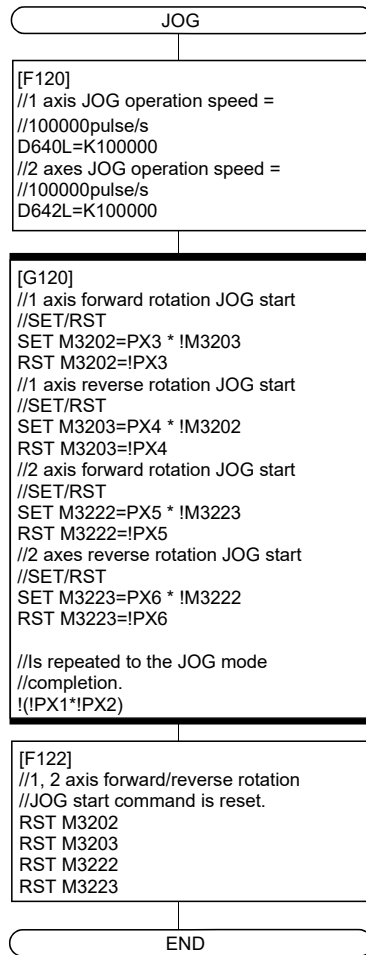 JOG
[F120]
//1 axis JOG operation speed =
//100000pulse/s
D640L=K100000
//2 axes JOG operation speed =
//100000pulse/s
D642L=K100000
[G120]
//1 axis forward rotation JOG start
//SET/RST
SET M3202=PX3 * !M3203
RST M3202=!PX3
//1 axis reverse rotation JOG start
//SET/RST
SET M3203=PX4 * !M3202
RST M3203=!PX4
//2 axis forward rotation JOG start
//SET/RST
SET M3222=PX5 * !M3223
RST M3222=!PX5
//2 axes reverse rotation JOG start
//SET/RST
SET M3223=PX6 * !M3222
RST M3223=!PX6
//Is repeated to the JOG mode
//completion.
!(!PX1*!PX2)
[F122]
//1, 2 axis forward/reverse rotation
//JOG start command is reset.
RST M3202
RST M3203
RST M3222
RST M3223
END